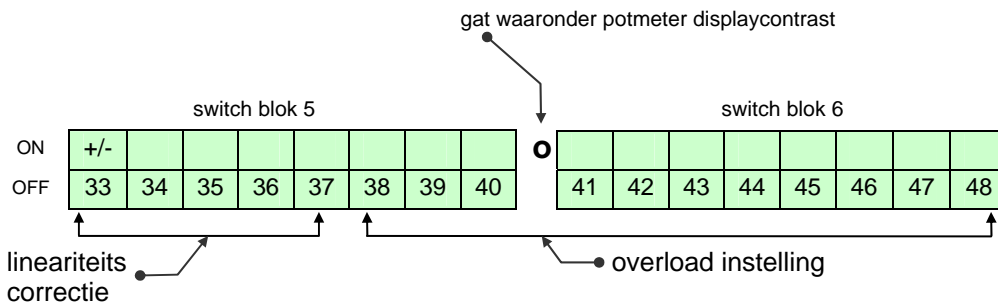 gat waaronder potmeter displaycontrast
switch blok 5
switch blok 6
ON +/- o
OFF 33 34 35 36 37 38 39 40 41 42 43 44 45 46 47 48
lineariteits
correctie
overload instelling